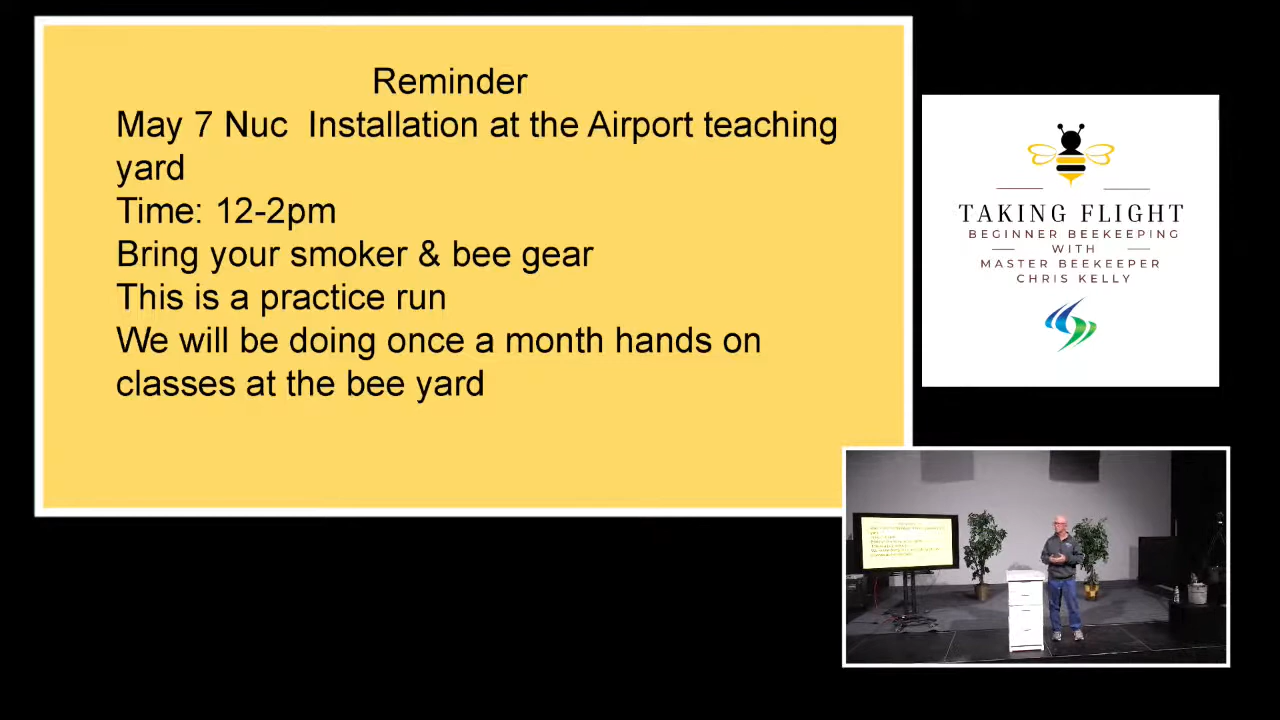 Reminder
May 7 Nuc  Installation at the Airport teaching
yard
Time: 12-2pm
Bring your smoker & bee gear
This is a practice run
We will be doing once a month hands on
classes at the bee yard
TAKING FLIGHT
BEGINNER BEEKEEPING
WITH
MASTER BEEKEEPER
CHRIS KELLY